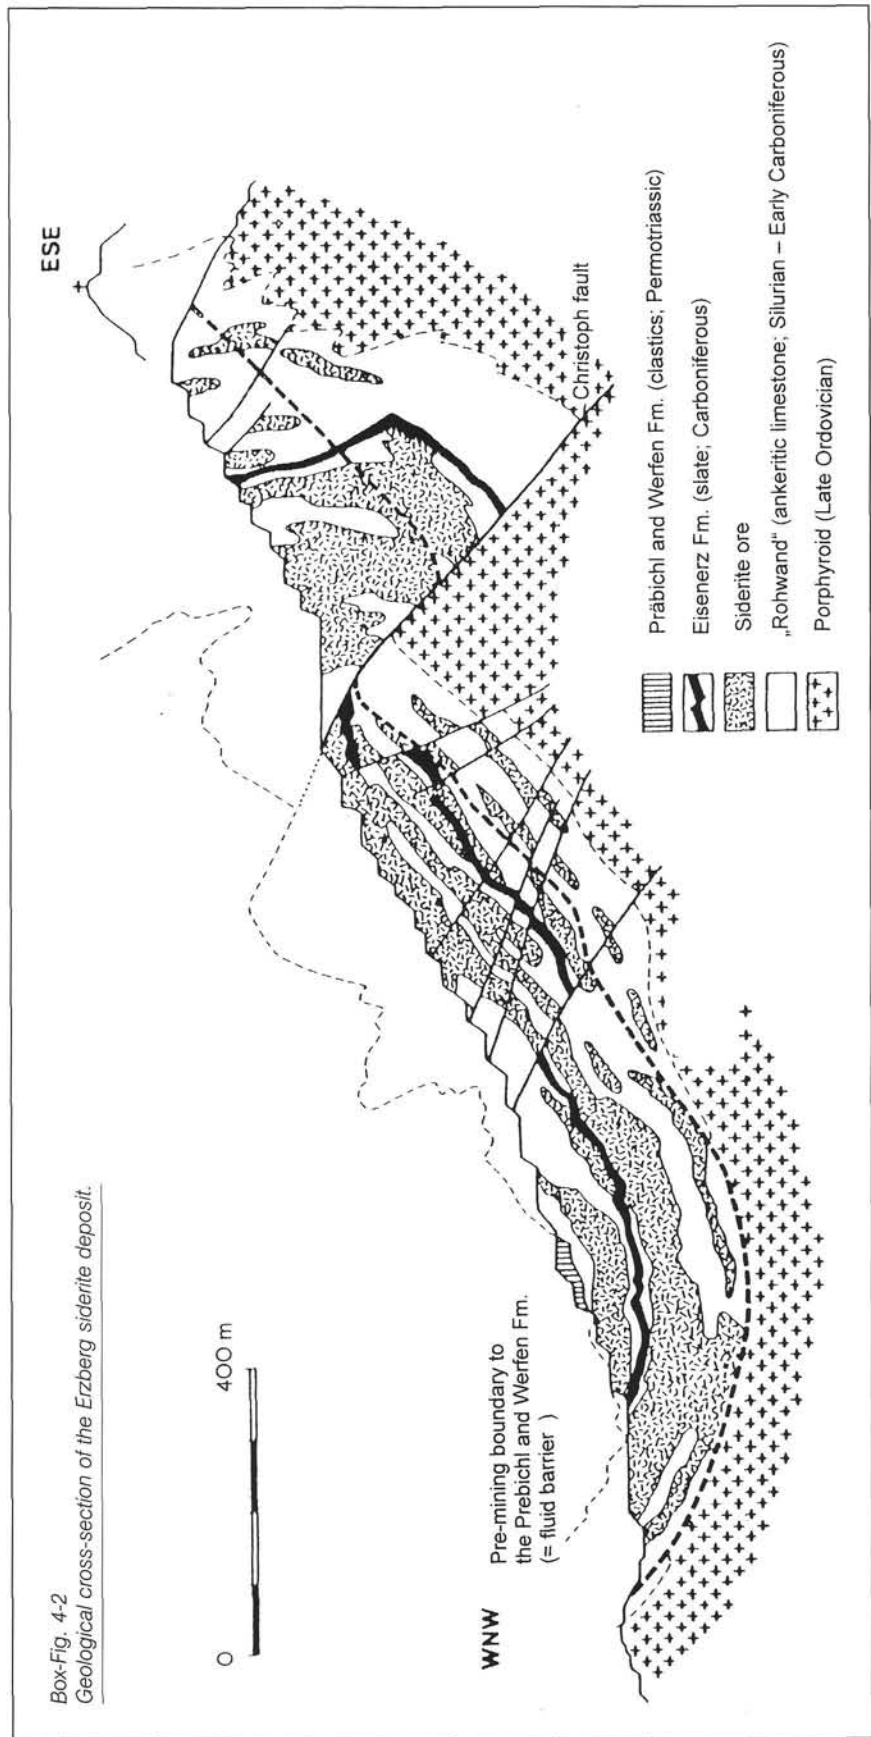 Box-Fig. 4-2
Geological cross-section of the Erzberg siderite deposit.
0 400 m
WNW
ESE
Pre-mining boundary to
the Prebichl and Werfen Fm.
(= fluid barrier )
Christoph fault
Präbichl and Werfen Fm. (clastics; Permotriassic)
Eisenerz Fm. (slate; Carboniferous)
Siderite ore
„Rohwand“ (ankeritic limestone; Silurian – Early Carboniferous)
Porphyroid (Late Ordovician)